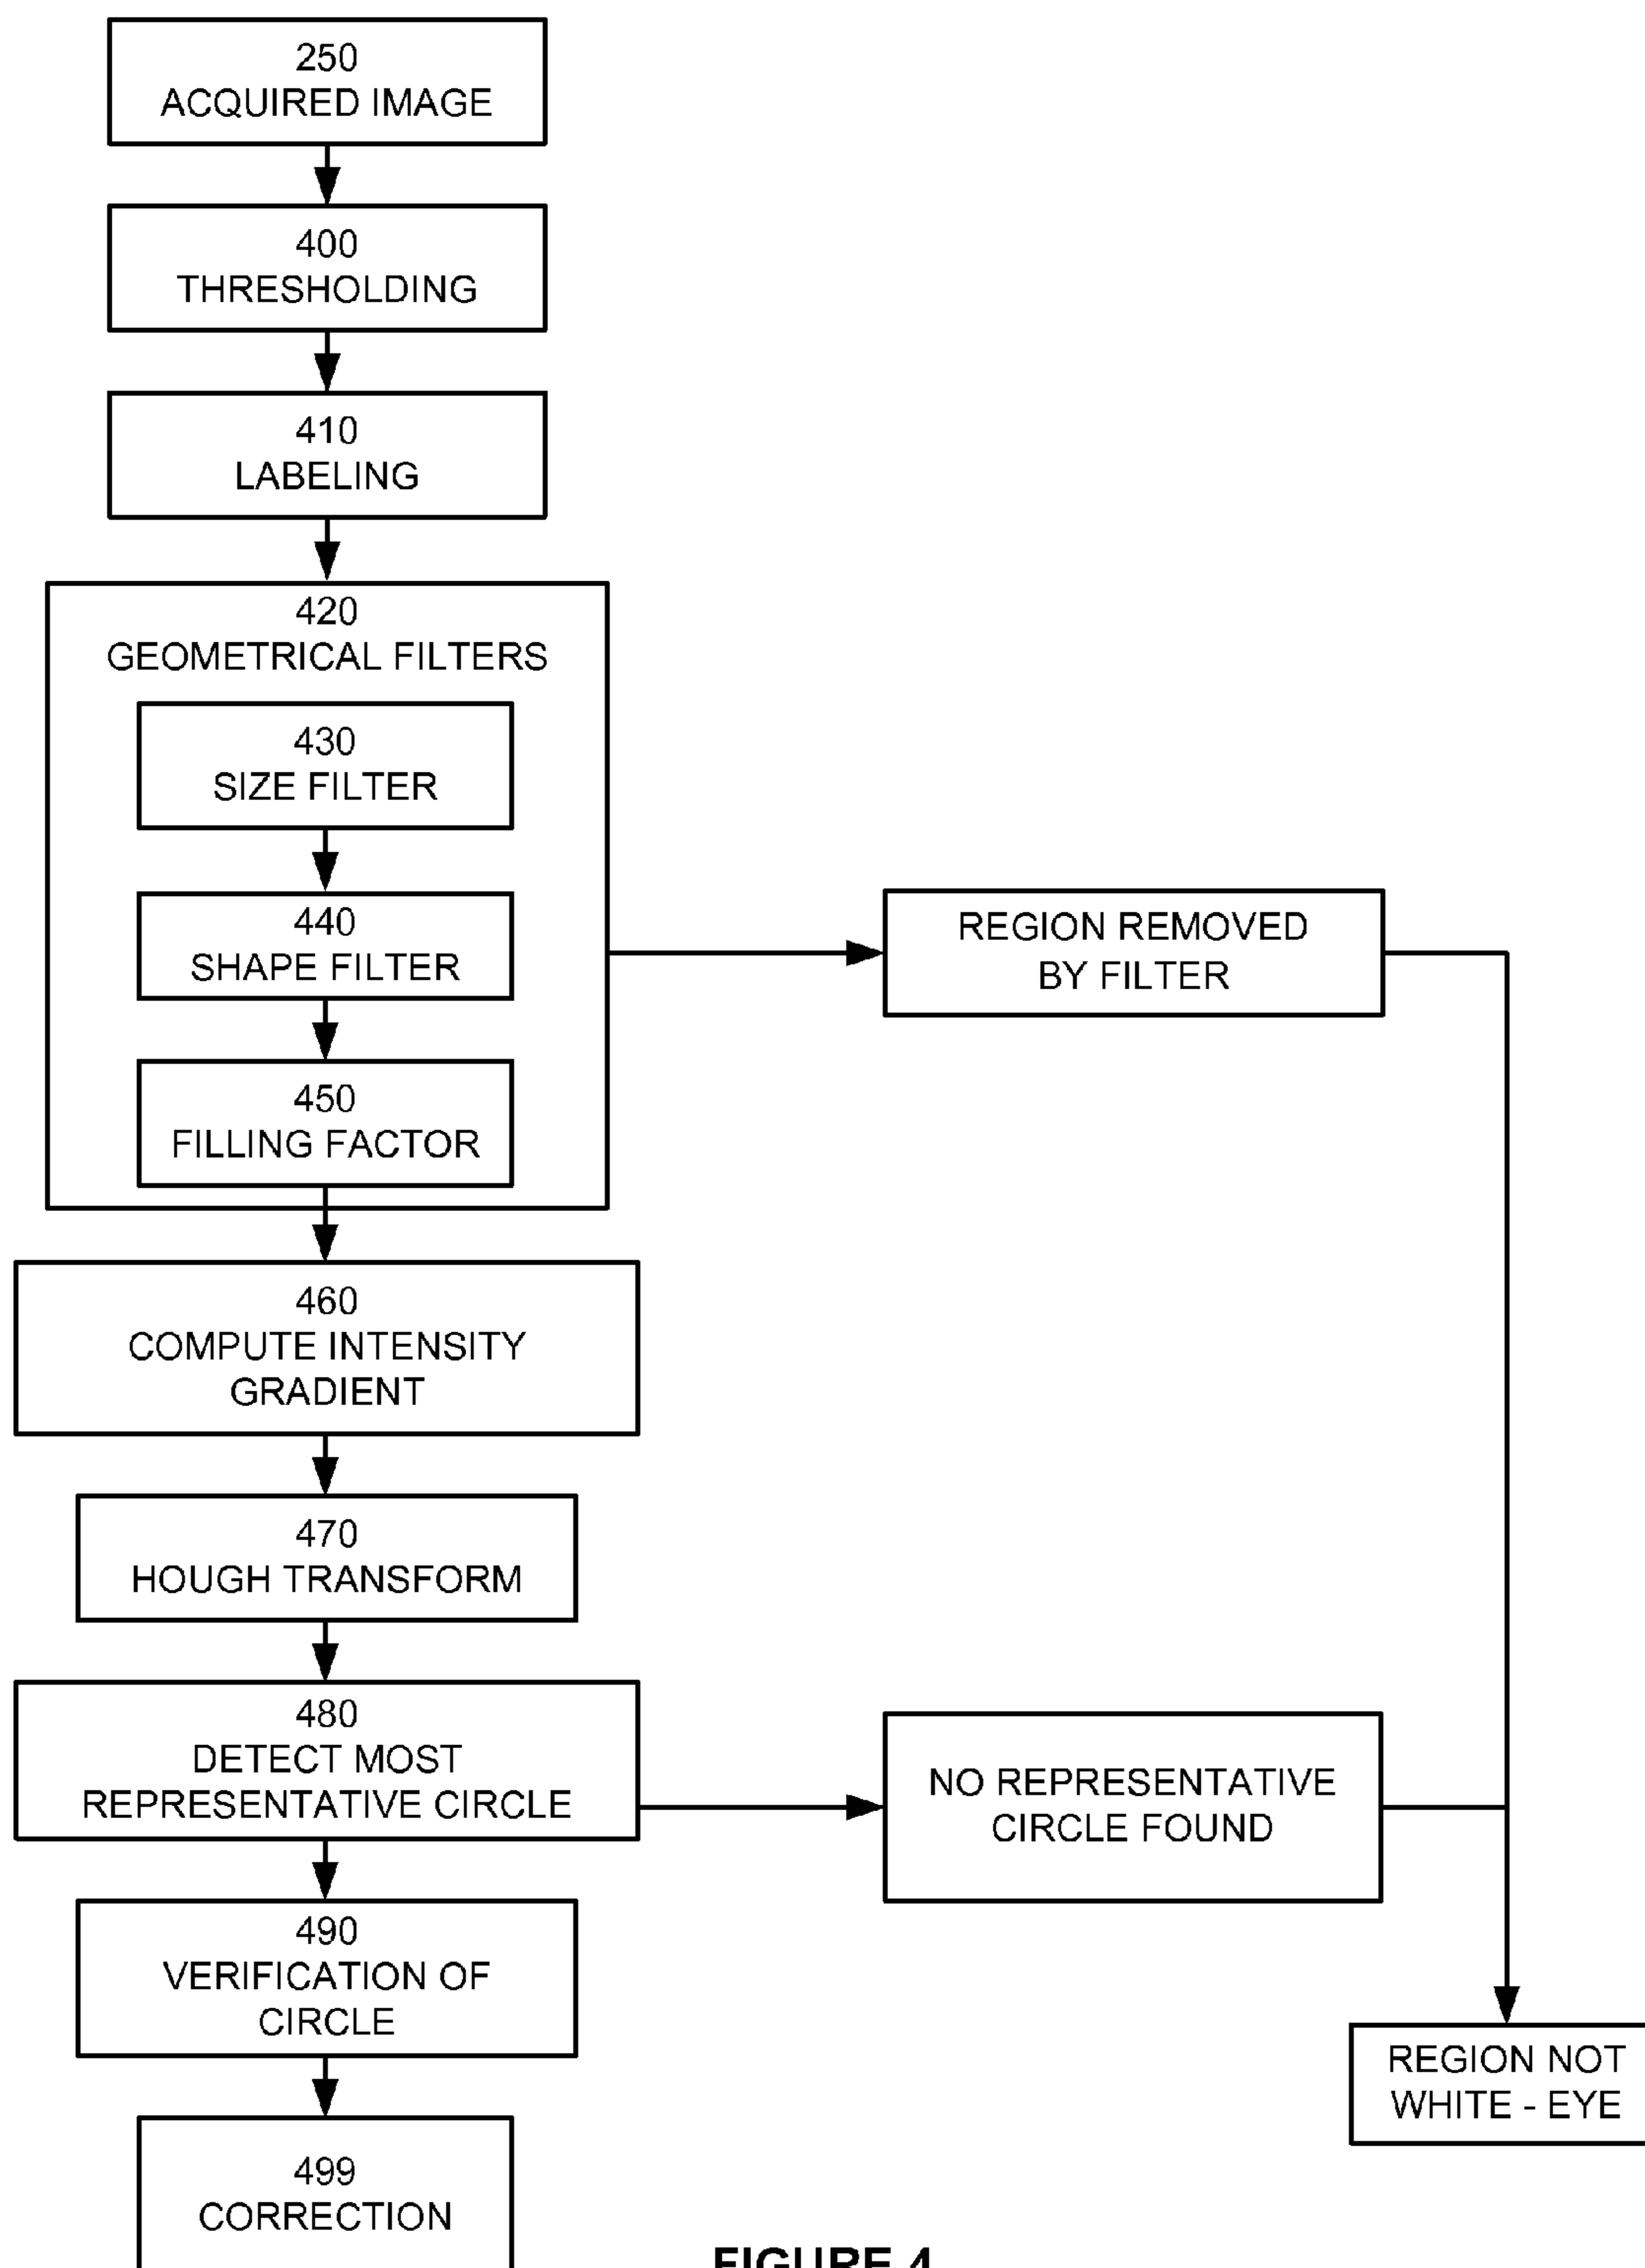 250
ACQUIRED IMAGE
400
THRESHOLDING
410
LABELING
420
GEOMETRICAL FILTERS
430
SIZE FILTER
440
SHAPE FILTER
450
FILLING FACTOR
REGION REMOVED
BY FILTER
460
COMPUTE INTENSITY
GRADIENT
470
HOUGH TRANSFORM
480
DETECT MOST
REPRESENTATIVE CIRCLE
NO REPRESENTATIVE
CIRCLE FOUND
490
VERIFICATION OF
CIRCLE
REGION NOT
WHITE - EYE
499
CORRECTION
FIGURE 4